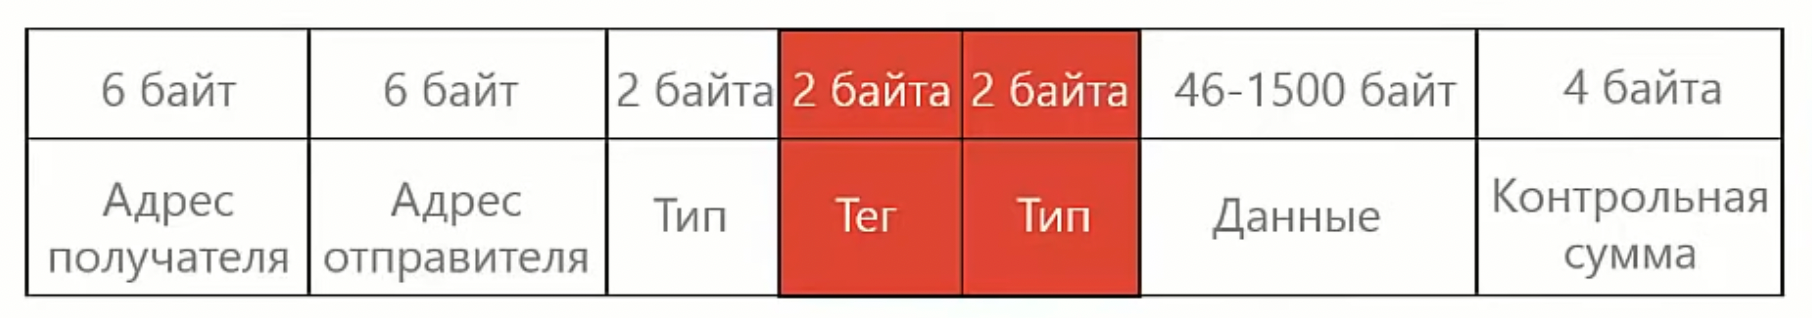 6 байт 6 байт 2 байта 2 байта 2 байта 46-1500 байт 4 байта
Адрес получателя Адрес отправителя Тип Тег Тип Данные Контрольная сумма